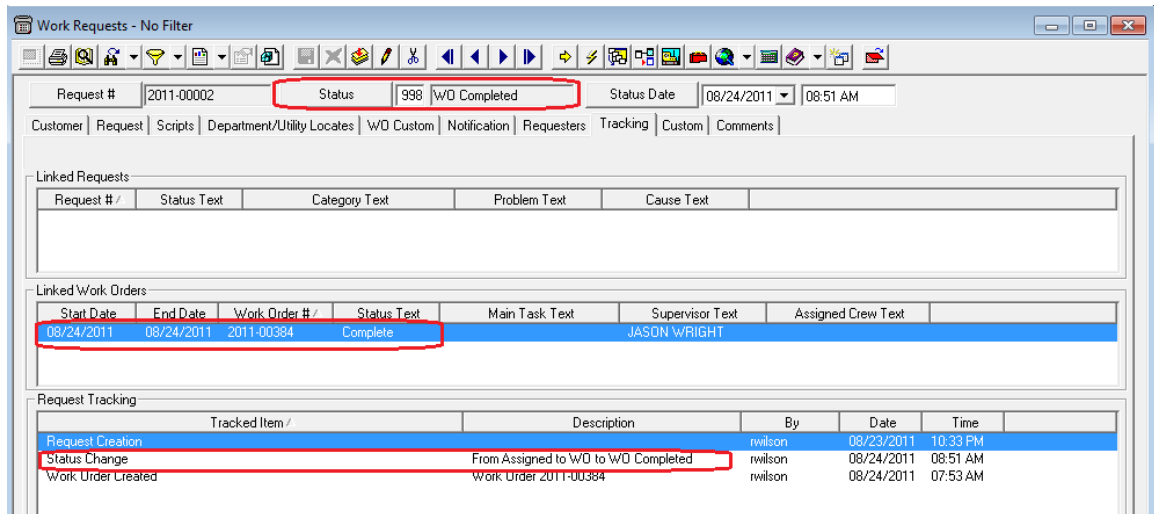 Work Requests - No Filter
Request # 2011-00002 Status 998 WO Completed Status Date 08/24/2011 08:51 AM
Customer Request Scripts Department/Utility Locates WO Custom Notification Requesters Tracking Custom Comments
Linked Requests
Request # Status Text Category Text Problem Text Cause Text
Linked Work Orders
Start Date End Date Work Order # Status Text Main Task Text Supervisor Text Assigned Crew Text
08/24/2011 08/24/2011 2011-00384 Complete JASON WRIGHT
Request Tracking
Tracked Item Description By Date Time
Request Creation rwilson 08/23/2011 10:33 PM
Status Change From Assigned to WO to WO Completed rwilson 08/24/2011 08:51 AM
Work Order Created Work Order 2011-00384 rwilson 08/24/2011 07:53 AM